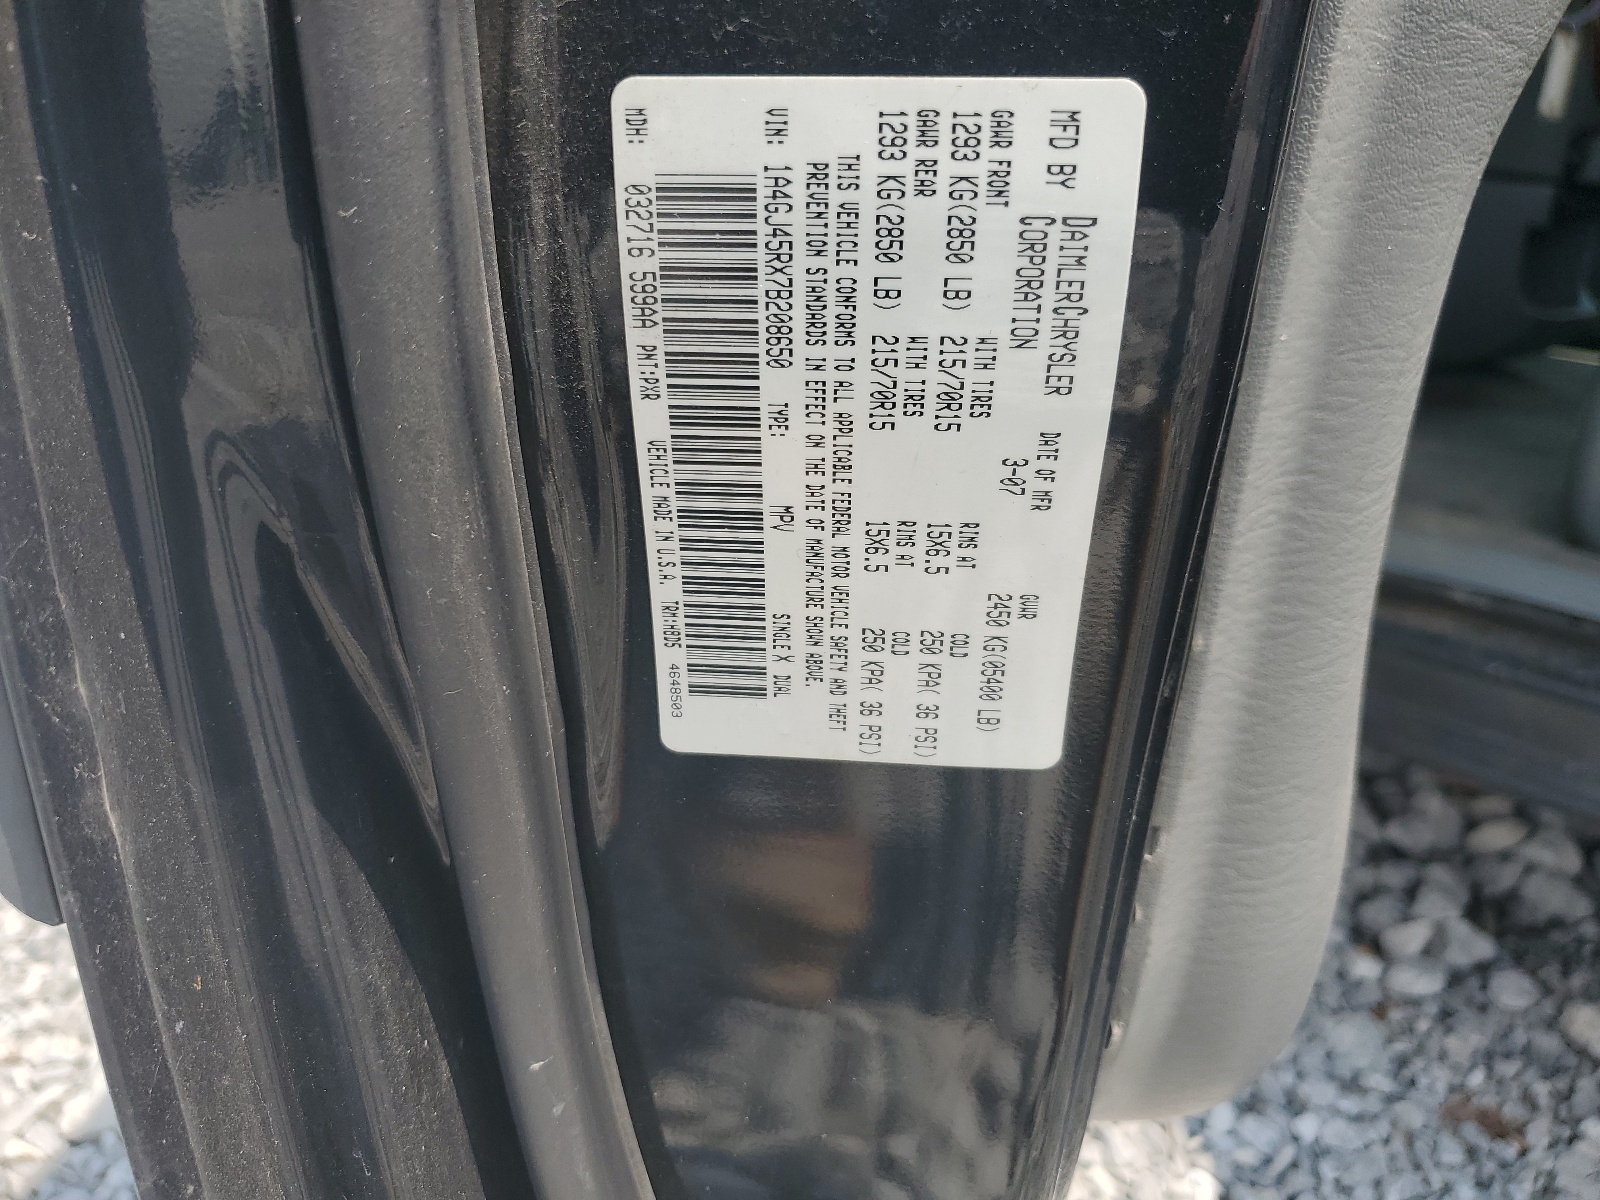 MFD BY DAIMLERCHRYSLER CORPORATION
DATE OF MFR 3-07
GVWR 2450 KG(05400 LB)
GAWR FRONT WITH TIRES RIMS AT COLD
1293 KG(2850 LB) 215/70R15 15X6.5 250 KPA( 36 PSI)
GAWR REAR WITH TIRES RIMS AT COLD
1293 KG(2850 LB) 215/70R15 15X6.5 250 KPA( 36 PSI)
THIS VEHICLE CONFORMS TO ALL APPLICABLE FEDERAL MOTOR VEHICLE SAFETY AND THEFT
PREVENTION STANDARDS IN EFFECT ON THE DATE OF MANUFACTURE SHOWN ABOVE.
VIN: 1A4GJ45RX7B208650 TYPE: MPV SINGLE X DUAL
MDH: 032716 599AA PNT:PXR VEHICLE MADE IN U.S.A. TRM:H8D5 4648503